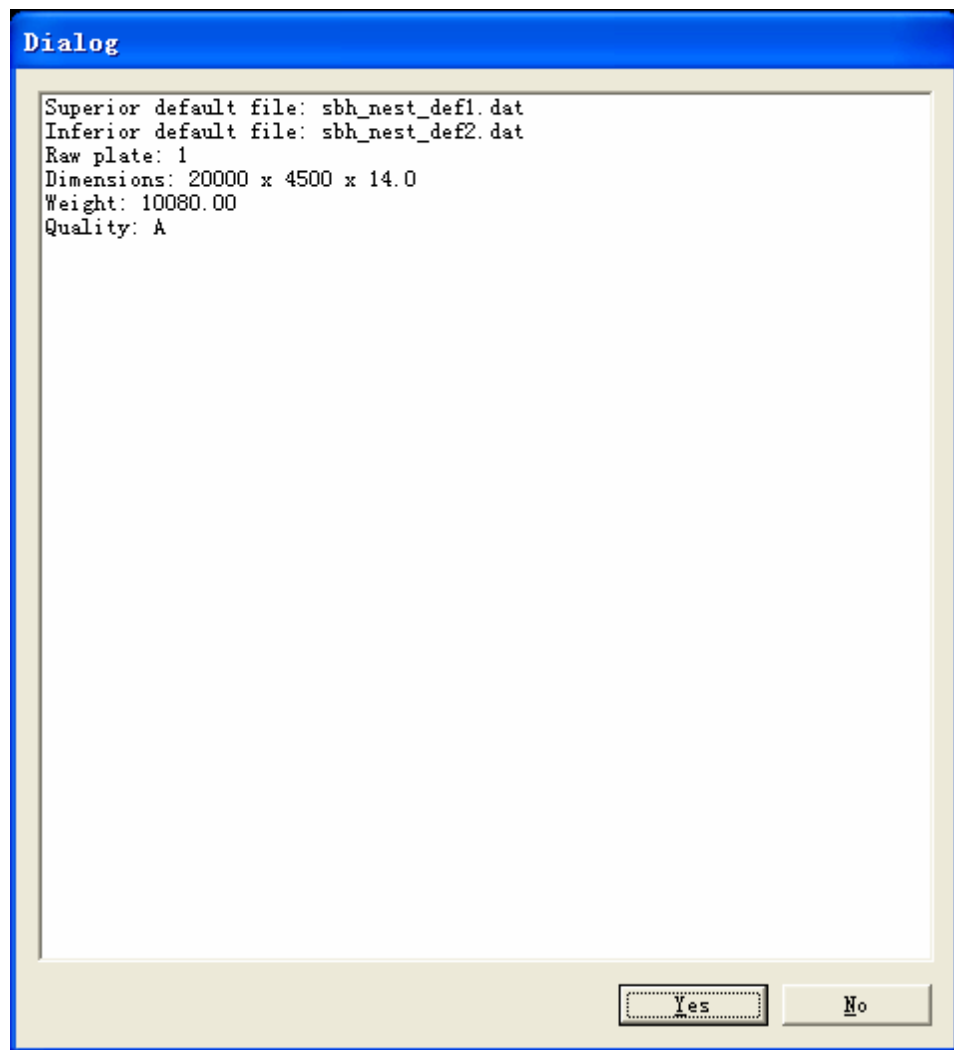 Dialog
Superior default file: sbh_nest_def1.dat
Inferior default file: sbh_nest_def2.dat
Raw plate: 1
Dimensions: 20000 x 4500 x 14.0
Weight: 10080.00
Quality: A
Yes No